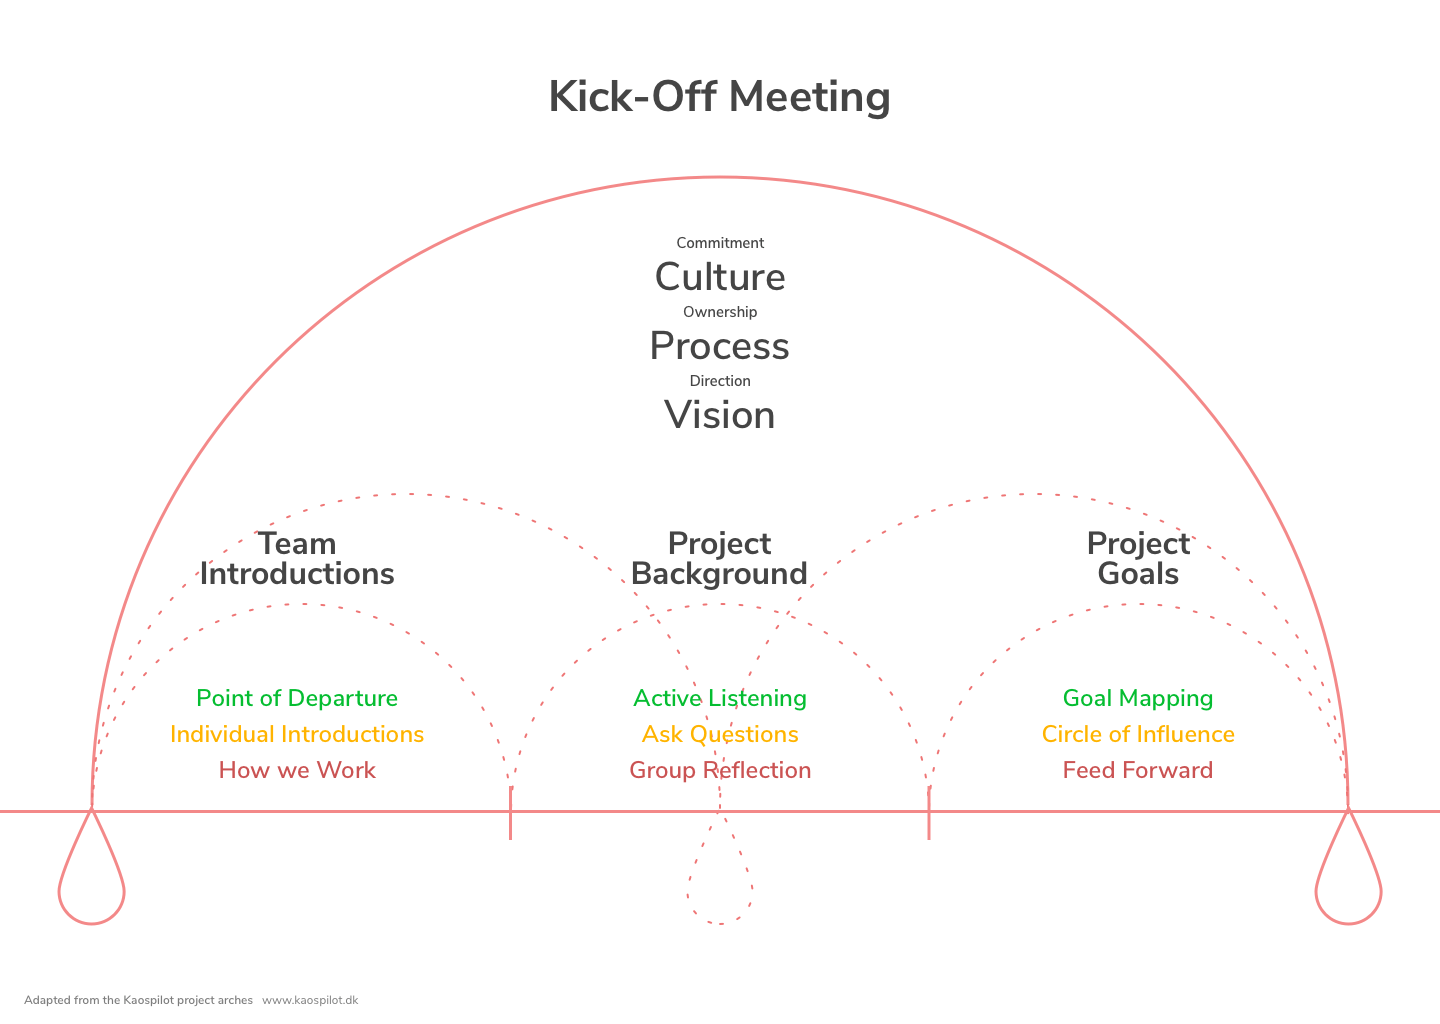 Kick-Off Meeting
Commitment
Culture
Ownership
Process
Direction
Vision
Team
Introductions
Project
Background
Project
Goals
Point of Departure
Individual Introductions
How we Work
Active Listening
Ask Questions
Group Reflection
Goal Mapping
Circle of Influence
Feed Forward
Adapted from the Kaospilot project arches www.kaospilot.dk